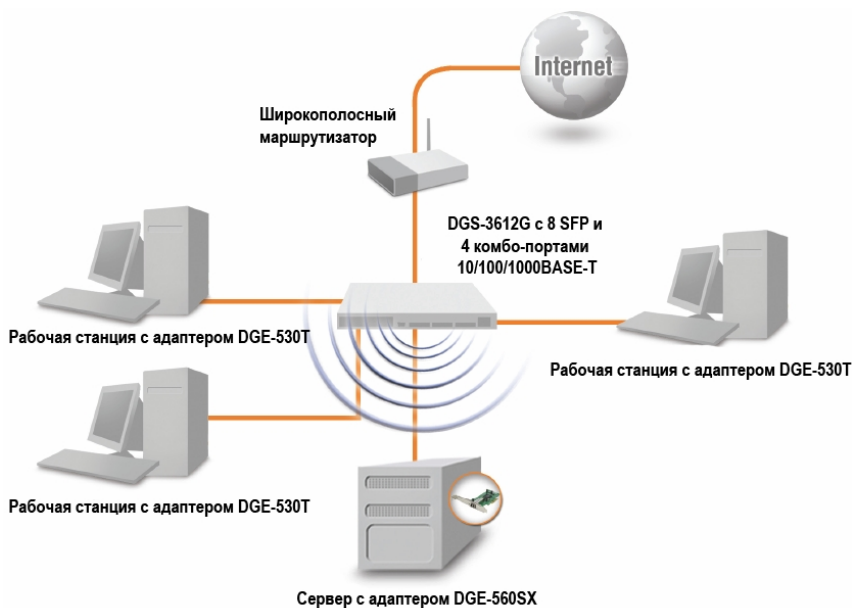 Internet
Широкополосный
маршрутизатор
DGS-3612G с 8 SFP и
4 комбо-портами
10/100/1000BASE-T
Рабочая станция с адаптером DGE-530T
Рабочая станция с адаптером DGE-530T
Рабочая станция с адаптером DGE-530T
Сервер с адаптером DGE-560SX